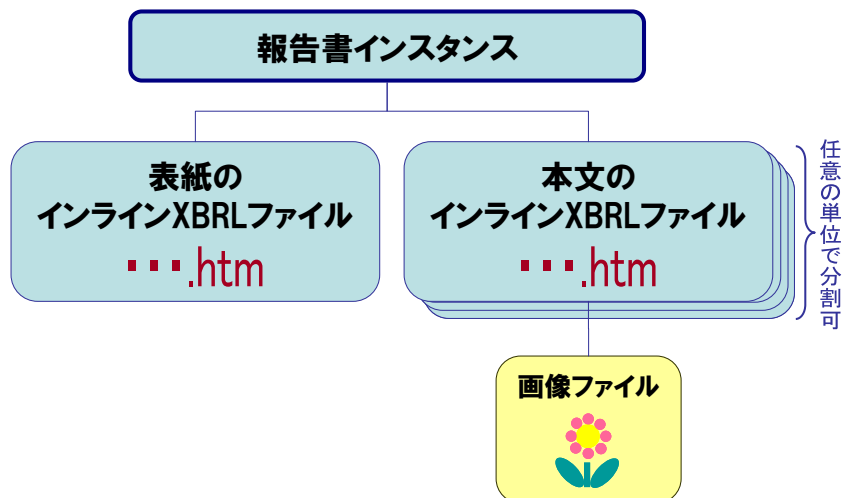 報告書インスタンス
表紙の
インラインXBRLファイル
▪▪▪.htm
本文の
インラインXBRLファイル
▪▪▪.htm
任意の単位で分割可
画像ファイル